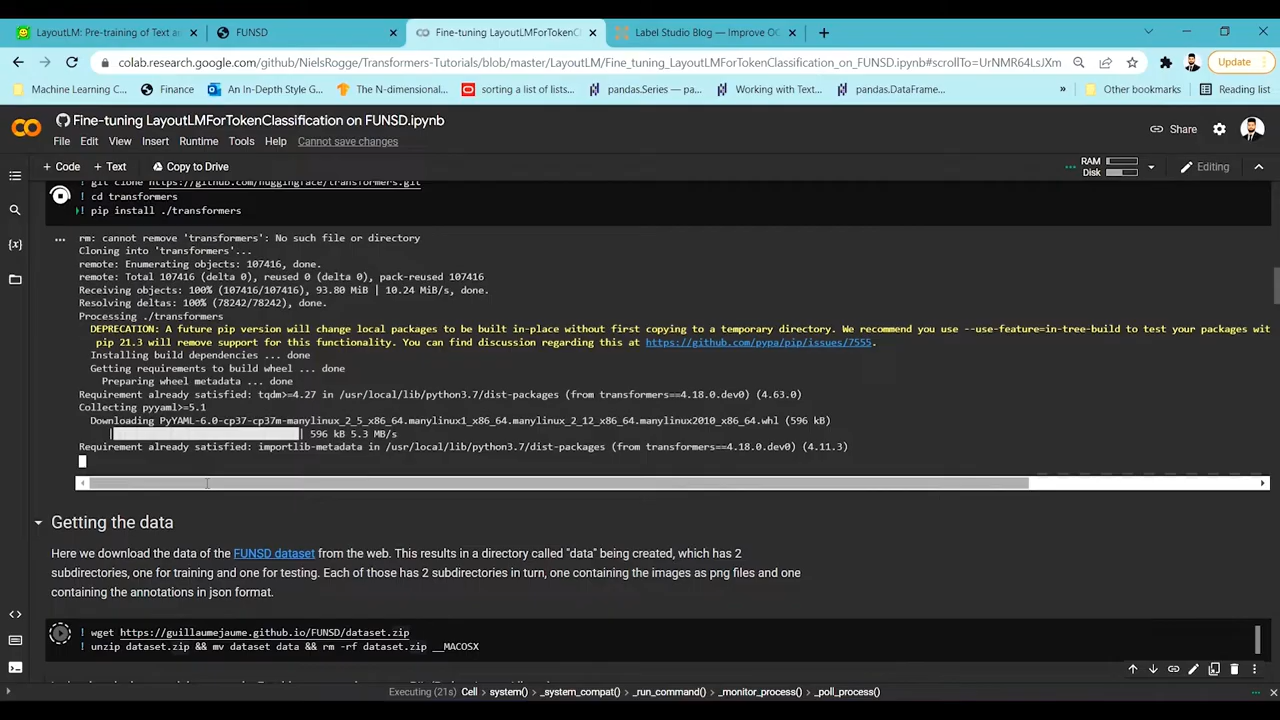 LayoutLM: Pre-training of Text a
FUNSD
Fine-tuning LayoutLMForTokenC
Label Studio Blog — Improve OC
colab.research.google.com/github/NielsRogge/Transformers-Tutorials/blob/master/LayoutLM/Fine_tuning_LayoutLMForTokenClassification_on_FUNSD.ipynb#scrollTo=UrNMR64LsJXm
Update
Machine Learning C...
Finance
An In-Depth Style G...
The N-dimensional...
sorting a list of lists...
pandas.Series — pa...
Working with Text...
pandas.DataFrame...
»
Other bookmarks
Reading list
Fine-tuning LayoutLMForTokenClassification on FUNSD.ipynb
File Edit View Insert Runtime Tools Help Cannot save changes
Share
+ Code + Text Copy to Drive
RAM
Disk
Editing
! git clone https://github.com/huggingface/transformers.git
! cd transformers
! pip install ./transformers
rm: cannot remove 'transformers': No such file or directory
Cloning into 'transformers'...
remote: Enumerating objects: 107416, done.
remote: Total 107416 (delta 0), reused 0 (delta 0), pack-reused 107416
Receiving objects: 100% (107416/107416), 93.80 MiB | 10.24 MiB/s, done.
Resolving deltas: 100% (78242/78242), done.
Processing ./transformers
DEPRECATION: A future pip version will change local packages to be built in-place without first copying to a temporary directory. We recommend you use --use-feature=in-tree-build to test your packages wit
pip 21.3 will remove support for this functionality. You can find discussion regarding this at https://github.com/pypa/pip/issues/7555.
Installing build dependencies ... done
Getting requirements to build wheel ... done
Preparing wheel metadata ... done
Requirement already satisfied: tqdm>=4.27 in /usr/local/lib/python3.7/dist-packages (from transformers==4.18.0.dev0) (4.63.0)
Collecting pyyaml>=5.1
Downloading PyYAML-6.0-cp37-cp37m-manylinux_2_5_x86_64.manylinux1_x86_64.manylinux_2_12_x86_64.manylinux2010_x86_64.whl (596 kB)
| 596 kB 5.3 MB/s
Requirement already satisfied: importlib-metadata in /usr/local/lib/python3.7/dist-packages (from transformers==4.18.0.dev0) (4.11.3)
Getting the data
Here we download the data of the FUNSD dataset from the web. This results in a directory called "data" being created, which has 2
subdirectories, one for training and one for testing. Each of those has 2 subdirectories in turn, one containing the images as png files and one
containing the annotations in json format.
! wget https://guillaumejaume.github.io/FUNSD/dataset.zip
! unzip dataset.zip && mv dataset data && rm -rf dataset.zip __MACOSX
Executing (21s) Cell > system() > _system_compat() > _run_command() > _monitor_process() > _poll_process()